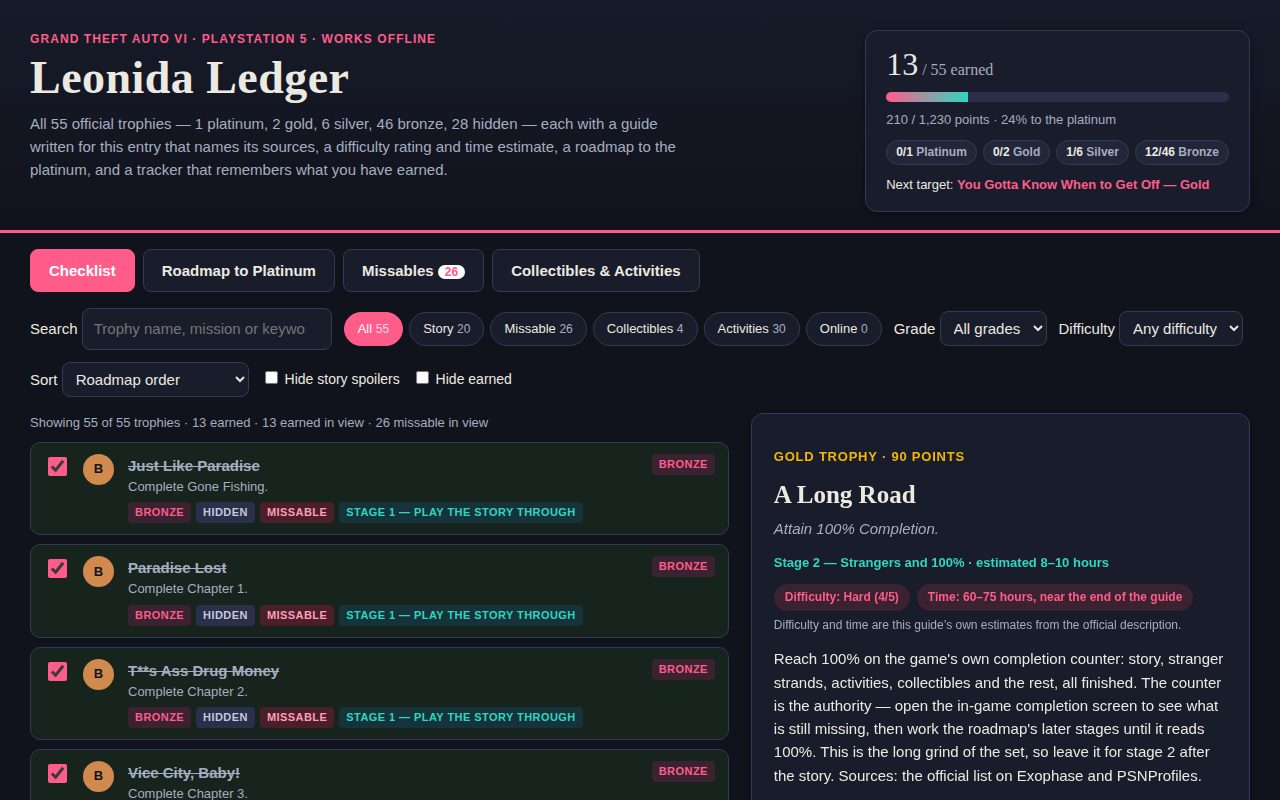 GRAND THEFT AUTO VI · PLAYSTATION 5 · WORKS OFFLINE
Leonida Ledger
All 55 official trophies — 1 platinum, 2 gold, 6 silver, 46 bronze, 28 hidden — each with a guide
written for this entry that names its sources, a difficulty rating and time estimate, a roadmap to the
platinum, and a tracker that remembers what you have earned.
13 / 55 earned
210 / 1,230 points · 24% to the platinum
0/1 Platinum 0/2 Gold 1/6 Silver 12/46 Bronze
Next target: You Gotta Know When to Get Off — Gold
Checklist Roadmap to Platinum Missables 26 Collectibles & Activities
Search Trophy name, mission or keywo All 55 Story 20 Missable 26 Collectibles 4 Activities 30 Online 0 Grade All grades Difficulty Any difficulty
Sort Roadmap order Hide story spoilers Hide earned
Showing 55 of 55 trophies · 13 earned · 13 earned in view · 26 missable in view
B Just Like Paradise BRONZE
Complete Gone Fishing.
BRONZE HIDDEN MISSABLE STAGE 1 — PLAY THE STORY THROUGH
B Paradise Lost BRONZE
Complete Chapter 1.
BRONZE HIDDEN MISSABLE STAGE 1 — PLAY THE STORY THROUGH
B T**s Ass Drug Money BRONZE
Complete Chapter 2.
BRONZE HIDDEN MISSABLE STAGE 1 — PLAY THE STORY THROUGH
B Vice City, Baby! BRONZE
Complete Chapter 3.
GOLD TROPHY · 90 POINTS
A Long Road
Attain 100% Completion.
Stage 2 — Strangers and 100% · estimated 8–10 hours
Difficulty: Hard (4/5) Time: 60–75 hours, near the end of the guide
Difficulty and time are this guide's own estimates from the official description.
Reach 100% on the game's own completion counter: story, stranger
strands, activities, collectibles and the rest, all finished. The counter
is the authority — open the in-game completion screen to see what
is still missing, then work the roadmap's later stages until it reads
100%. This is the long grind of the set, so leave it for stage 2 after
the story. Sources: the official list on Exophase and PSNProfiles.